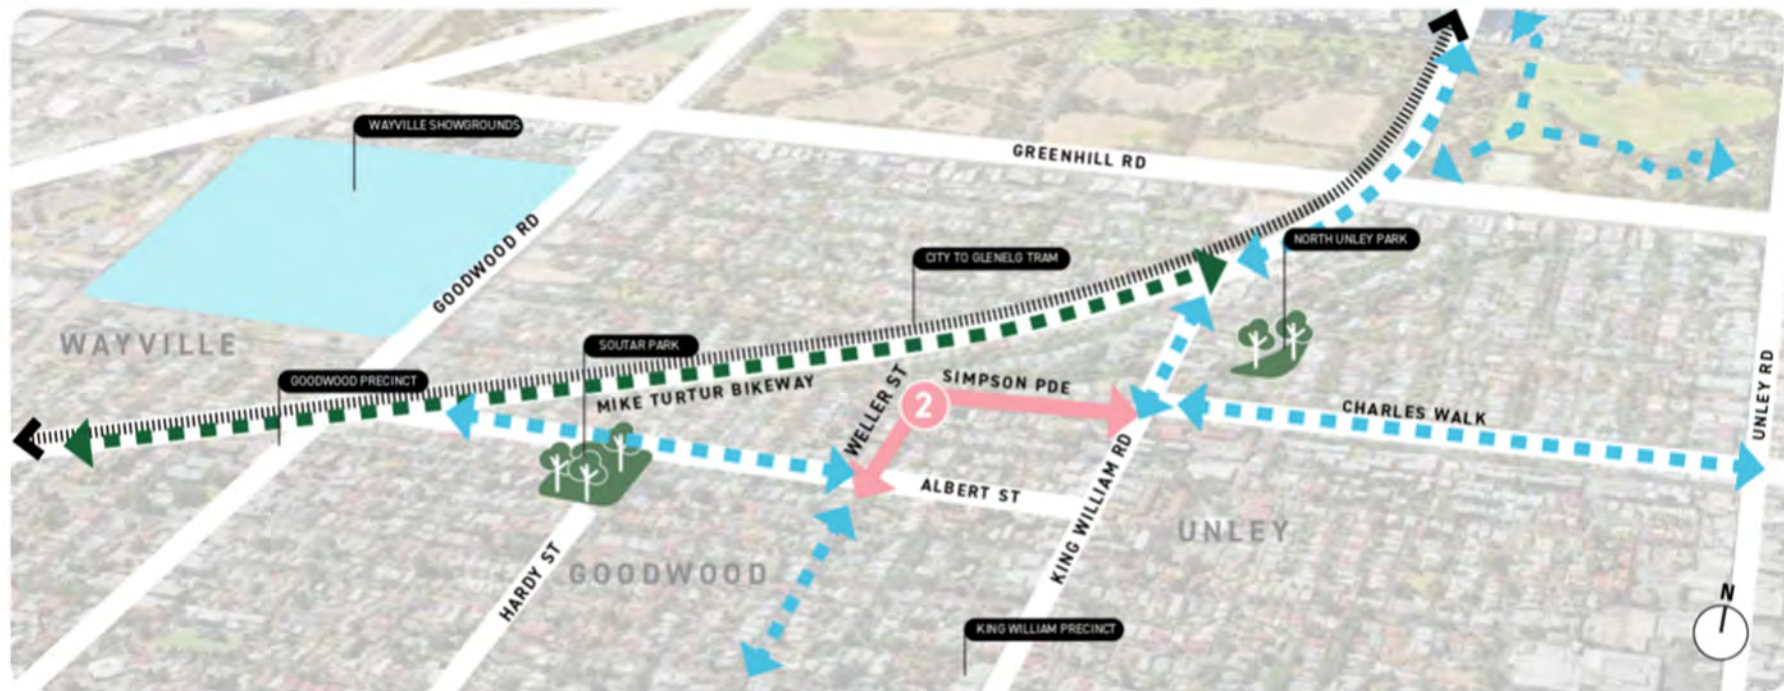 WAYVILLE SHOWGROUNDS
GREENHILL RD
GOODWOOD RD
NORTH UNLEY PARK
CITY TO GLENELG TRAM
WAYVILLE
SOUTAR PARK
GOODWOOD PRECINCT
MIKE TURTUR BIKEWAY
WELLER ST
2
SIMPSON PDE
CHARLES WALK
UNLEY RD
ALBERT ST
KING WILLIAM RD
UNLEY
HARDY ST
GOODWOOD
KING WILLIAM PRECINCT
N